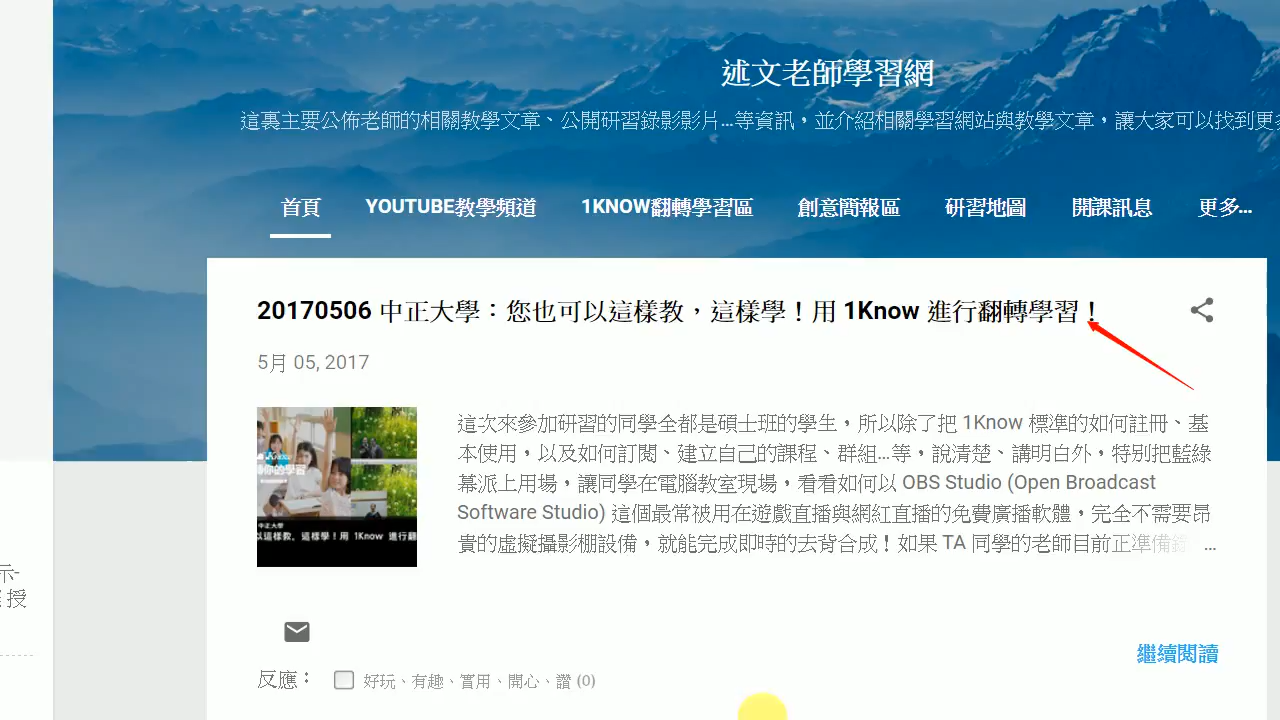 述文老師學習網
這裏主要公佈老師的相關教學文章、公開研習錄影影片...等資訊，並介紹相關學習網站與教學文章，讓大家可以找到更
首頁 YOUTUBE教學頻道 1KNOW翻轉學習區 創意簡報區 研習地圖 開課訊息 更多...
20170506 中正大學：您也可以這樣教，這樣學！用 1Know 進行翻轉學習！
5月 05, 2017
這次來參加研習的同學全都是碩士班的學生，所以除了把 1Know 標準的如何註冊、基
本使用，以及如何訂閱、建立自己的課程、群組...等，說清楚、講明白外，特別把藍綠
幕派上用場，讓同學在電腦教室現場，看看如何以 OBS Studio (Open Broadcast
Software Studio) 這個最常被用在遊戲直播與網紅直播的免費廣播軟體，完全不需要昂
貴的虛擬攝影棚設備，就能完成即時的去背合成！如果 TA 同學的老師目前正準備錄 ...
你的學習
中正大學
以這樣教，這樣學！用 1Know 進行翻
示-
授
繼續閱讀
反應： 好玩、有趣、實用、開心、讚 (0)